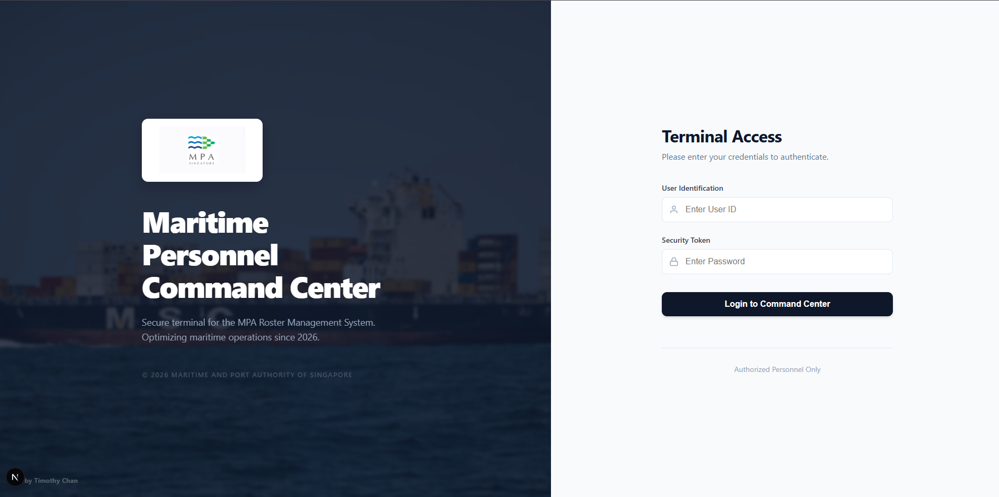 MPA
SINGAPORE
Maritime
Personnel
Command Center
MSC
Secure terminal for the MPA Roster Management System.
Optimizing maritime operations since 2026.
© 2026 MARITIME AND PORT AUTHORITY OF SINGAPORE
N
by Timothy Chan
Terminal Access
Please enter your credentials to authenticate.
User Identification
Enter User ID
Security Token
Enter Password
Login to Command Center
Authorized Personnel Only